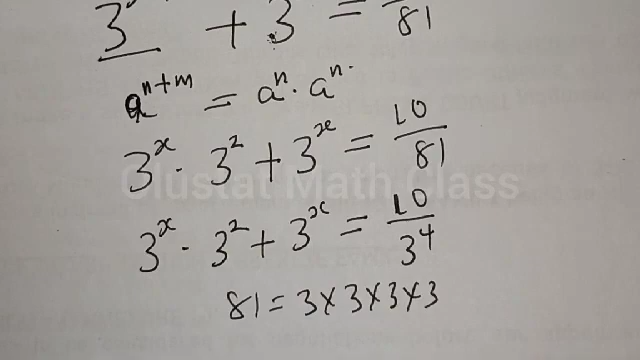 3 + 3 = /81
a^{n+m} = a^n · a^n·
3^x · 3^2 + 3^x = 10/81
Olustat Math Class
3^x · 3^2 + 3^x = 10/3^4
81 = 3×3×3×3